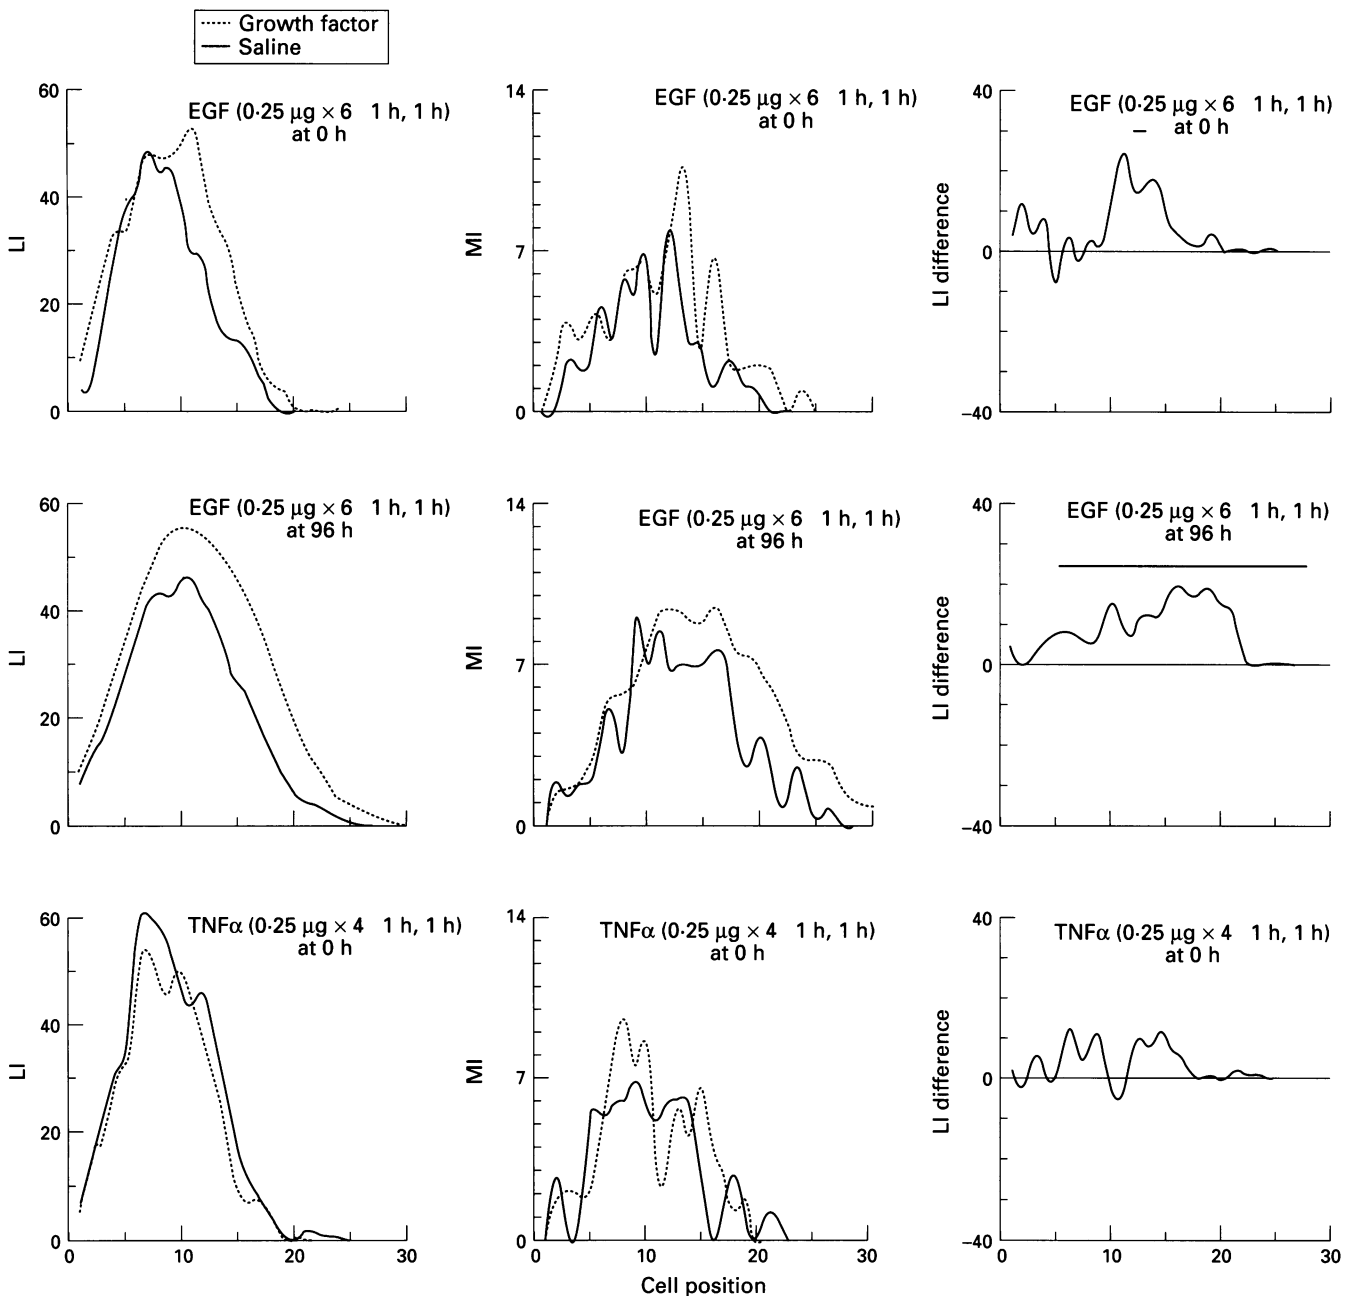 Growth factor
Saline
60
EGF (0·25 μg × 6 1 h, 1 h)
at 0 h
40
LI
20
0
14
EGF (0·25 μg × 6 1 h, 1 h)
at 0 h
MI
7
0
40
EGF (0·25 μg × 6 1 h, 1 h)
at 0 h
20
LI difference
0
−20
−40
60
EGF (0·25 μg × 6 1 h, 1 h)
at 96 h
40
LI
20
0
14
EGF (0·25 μg × 6 1 h, 1 h)
at 96 h
MI
7
0
40
EGF (0·25 μg × 6 1 h, 1 h)
at 96 h
20
LI difference
0
−20
−40
60
TNFα (0·25 μg × 4 1 h, 1 h)
at 0 h
40
LI
20
0
0 10 20 30
14
TNFα (0·25 μg × 4 1 h, 1 h)
at 0 h
MI
7
0
0 10 20 30
Cell position
40
TNFα (0·25 μg × 4 1 h, 1 h)
at 0 h
20
LI difference
0
−20
−40
0 10 20 30